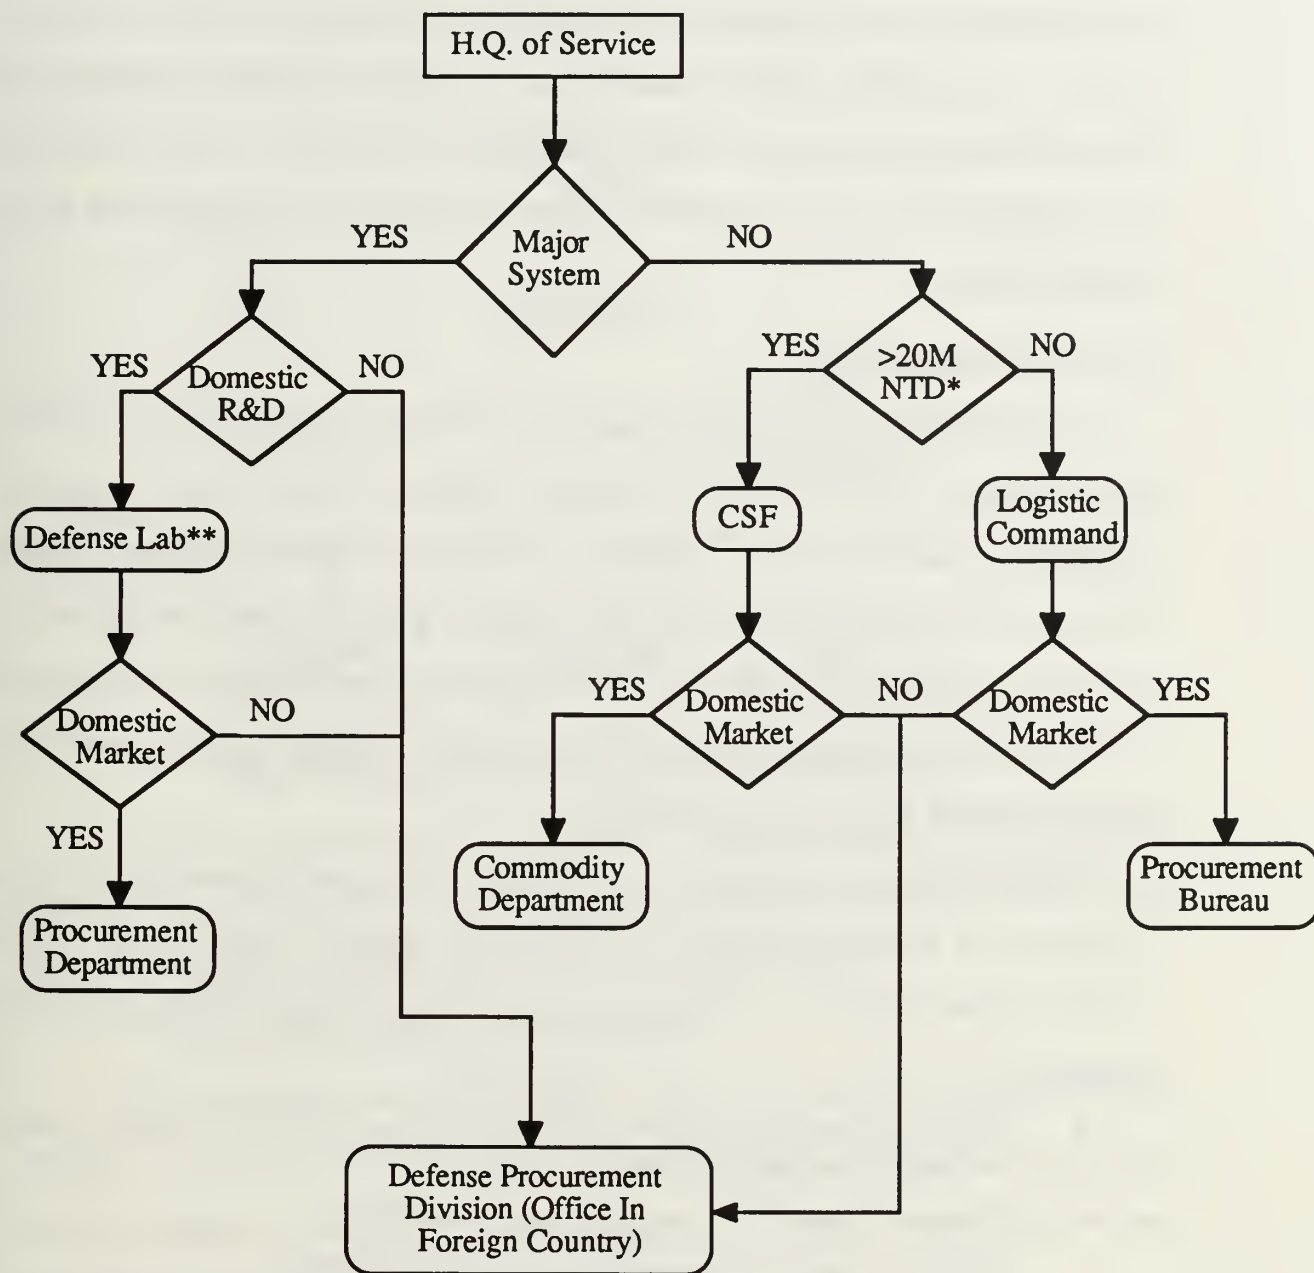 H.Q. of Service
YES
Major
System
NO
YES
Domestic
R&D
NO
YES
>20M
NTD*
NO
Defense Lab**
CSF
Logistic
Command
Domestic
Market
NO
YES
YES
Domestic
Market
NO
Domestic
Market
YES
Procurement
Department
Commodity
Department
Procurement
Bureau
Defense Procurement
Division (Office In
Foreign Country)